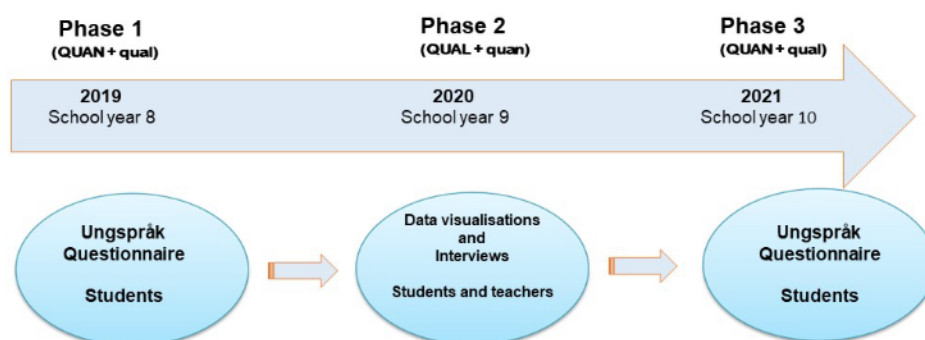 Phase 1
(QUAN + qual)
Phase 2
(QUAL + quan)
Phase 3
(QUAN + qual)
2019
School year 8
2020
School year 9
2021
School year 10
Ungspråk
Questionnaire
Students
Data visualisations
and
Interviews
Students and teachers
Ungspråk
Questionnaire
Students